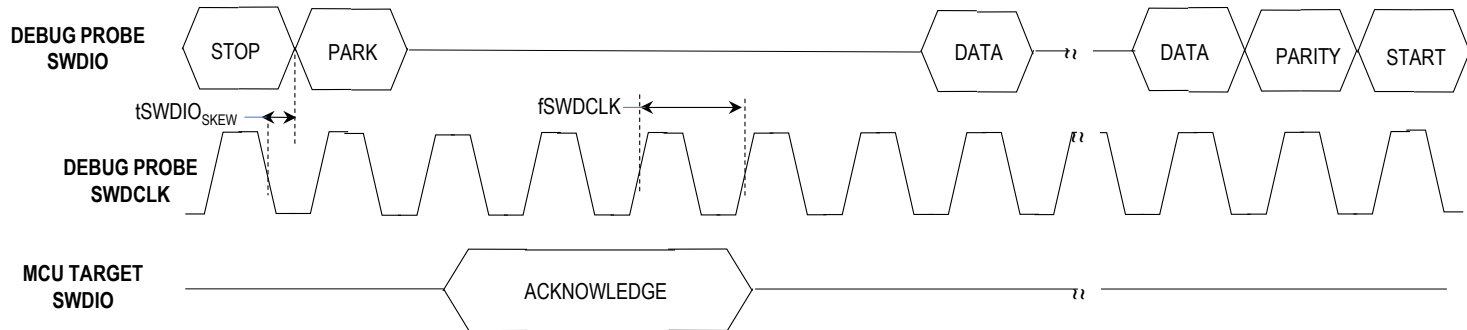 DEBUG PROBE
SWDIO
STOP
PARK
DATA
DATA
PARITY
START
tSWDIOSKEW
fSWDCLK
DEBUG PROBE
SWDCLK
MCU TARGET
SWDIO
ACKNOWLEDGE